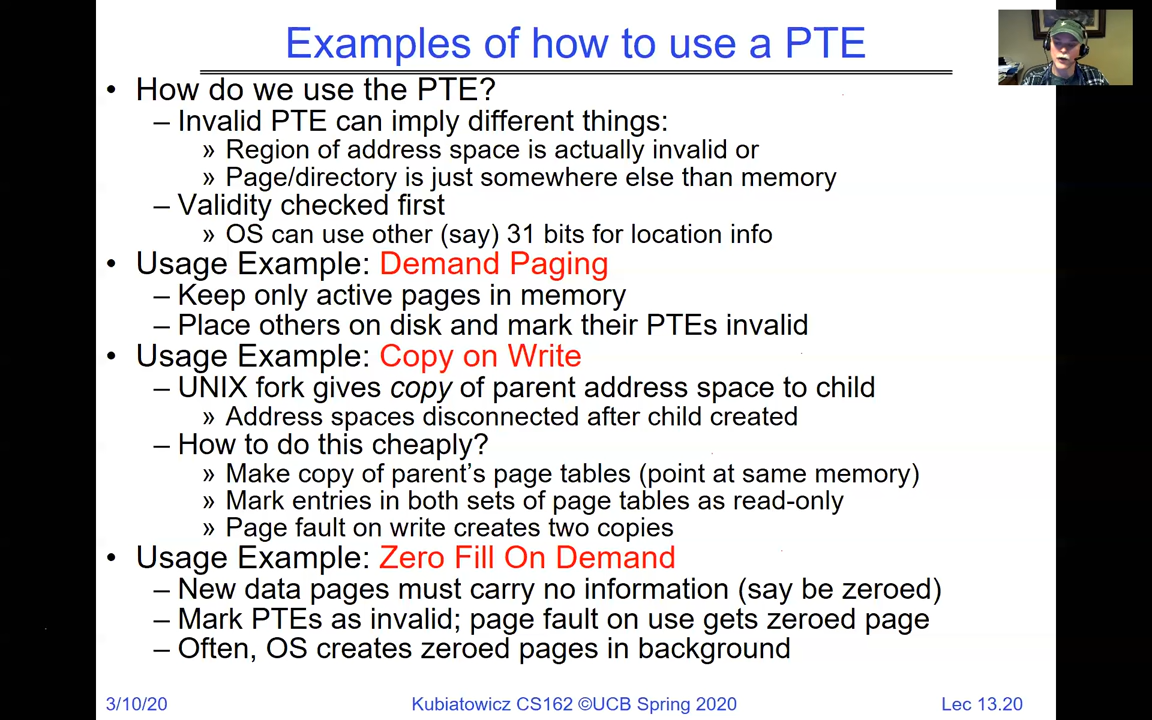 Examples of how to use a PTE
• How do we use the PTE?
– Invalid PTE can imply different things:
» Region of address space is actually invalid or
» Page/directory is just somewhere else than memory
– Validity checked first
» OS can use other (say) 31 bits for location info
• Usage Example: Demand Paging
– Keep only active pages in memory
– Place others on disk and mark their PTEs invalid
• Usage Example: Copy on Write
– UNIX fork gives copy of parent address space to child
» Address spaces disconnected after child created
– How to do this cheaply?
» Make copy of parent’s page tables (point at same memory)
» Mark entries in both sets of page tables as read-only
» Page fault on write creates two copies
• Usage Example: Zero Fill On Demand
– New data pages must carry no information (say be zeroed)
– Mark PTEs as invalid; page fault on use gets zeroed page
– Often, OS creates zeroed pages in background
3/10/20 Kubiatowicz CS162 ©UCB Spring 2020 Lec 13.20